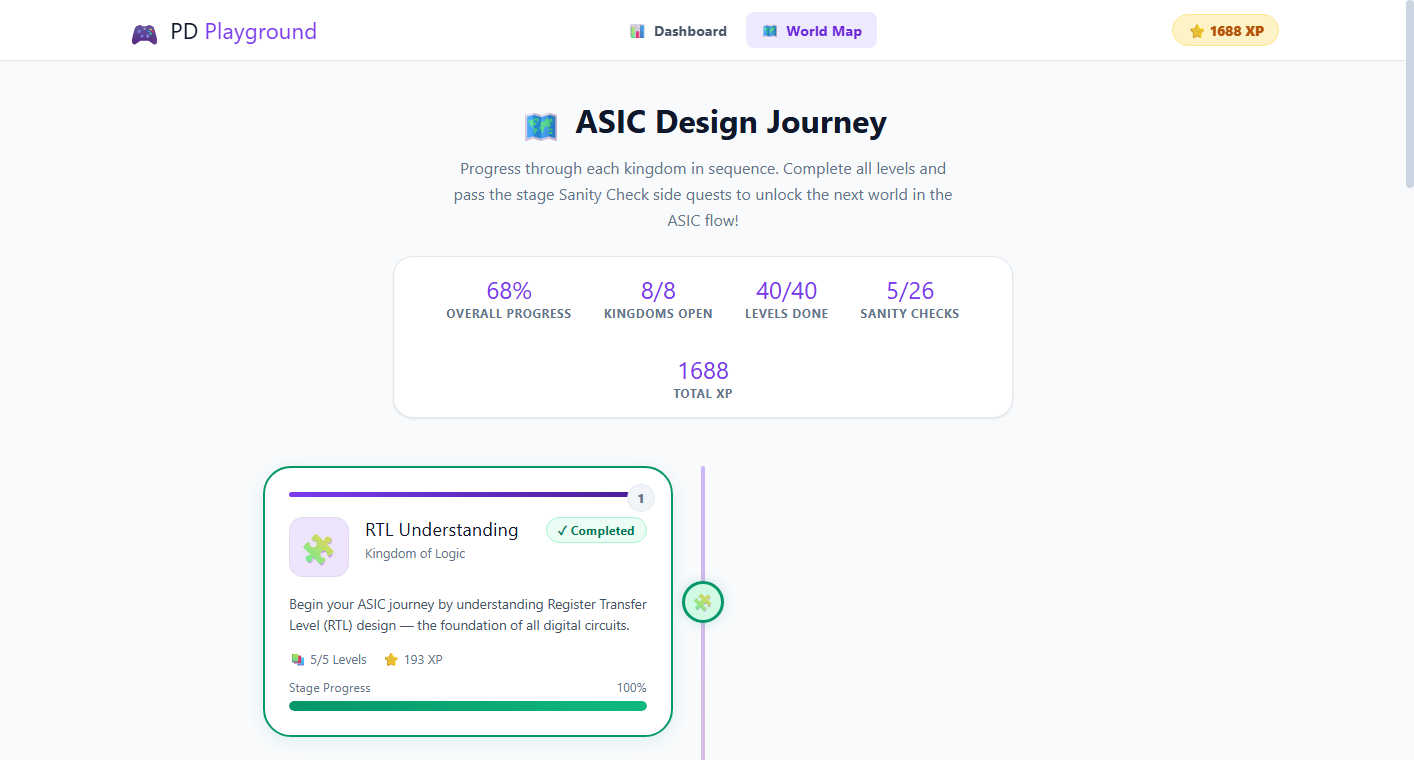 PD Playground
Dashboard
World Map
1688 XP
ASIC Design Journey
Progress through each kingdom in sequence. Complete all levels and
pass the stage Sanity Check side quests to unlock the next world in the
ASIC flow!
68%
OVERALL PROGRESS
8/8
KINGDOMS OPEN
40/40
LEVELS DONE
5/26
SANITY CHECKS
1688
TOTAL XP
1
RTL Understanding
✓ Completed
Kingdom of Logic
Begin your ASIC journey by understanding Register Transfer
Level (RTL) design — the foundation of all digital circuits.
5/5 Levels
193 XP
Stage Progress
100%